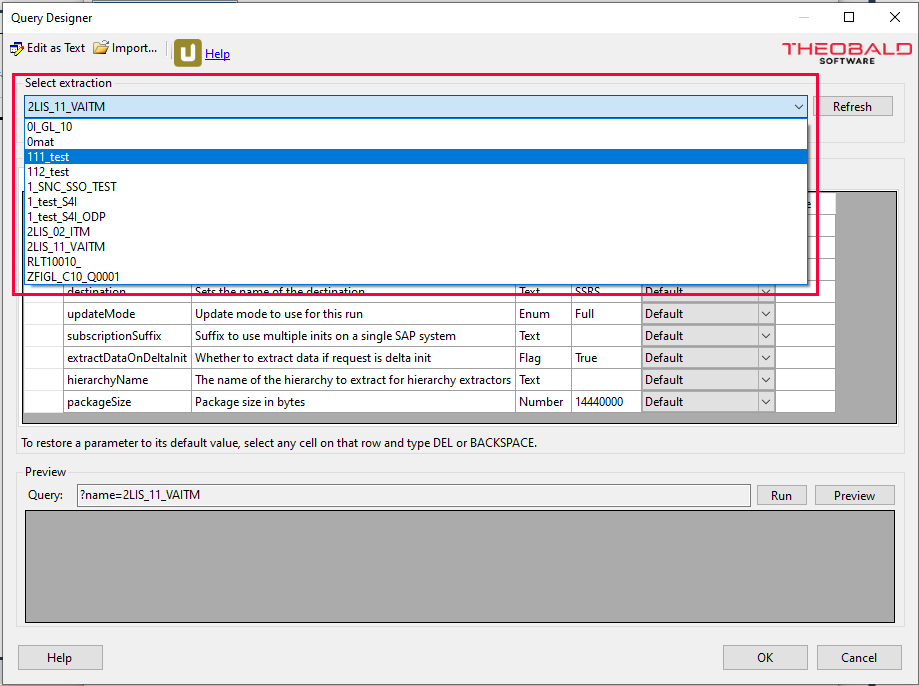 Query Designer
Edit as Text Import... Help
THEOBALD
SOFTWARE
Select extraction
2LIS_11_VAITM Refresh
0I_GL_10
0mat
111_test
112_test
1_SNC_SSO_TEST
1_test_S4I
1_test_S4I_ODP
2LIS_02_ITM
2LIS_11_VAITM
RLT10010_
ZFIGL_C10_Q0001
destination Sets the name of the destination Text SSRS Default
updateMode Update mode to use for this run Enum Full Default
subscriptionSuffix Suffix to use multiple inits on a single SAP system Text Default
extractDataOnDeltaInit Whether to extract data if request is delta init Flag True Default
hierarchyName The name of the hierarchy to extract for hierarchy extractors Text Default
packageSize Package size in bytes Number 14440000 Default
To restore a parameter to its default value, select any cell on that row and type DEL or BACKSPACE.
Preview
Query: ?name=2LIS_11_VAITM Run Preview
Help OK Cancel